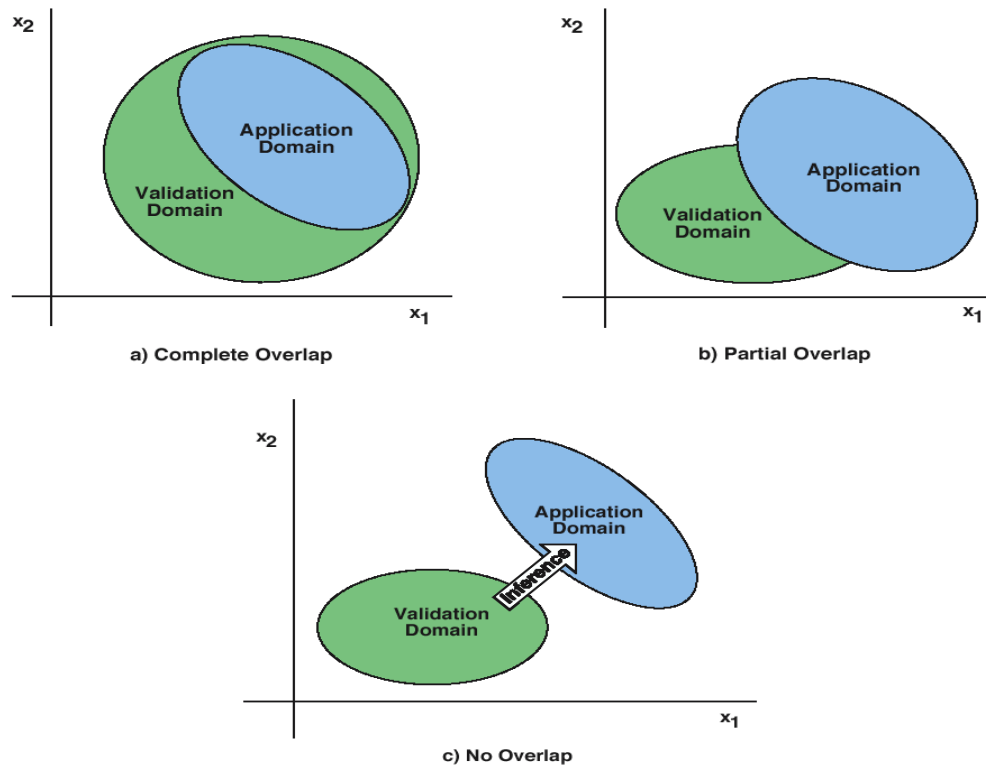 x2
Application
Domain
Validation
Domain
x1
a) Complete Overlap
x2
Application
Domain
Validation
Domain
x1
b) Partial Overlap
x2
Application
Domain
Inference
Validation
Domain
x1
c) No Overlap